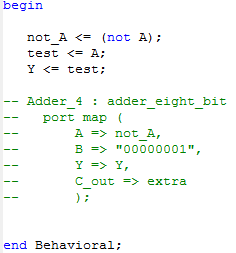 begin
not_A <= (not A);
test <= A;
Y <= test;
-- Adder_4 : adder_eight_bit
-- port map (
-- A => not_A,
-- B => "00000001",
-- Y => Y,
-- C_out => extra
-- );
end Behavioral;